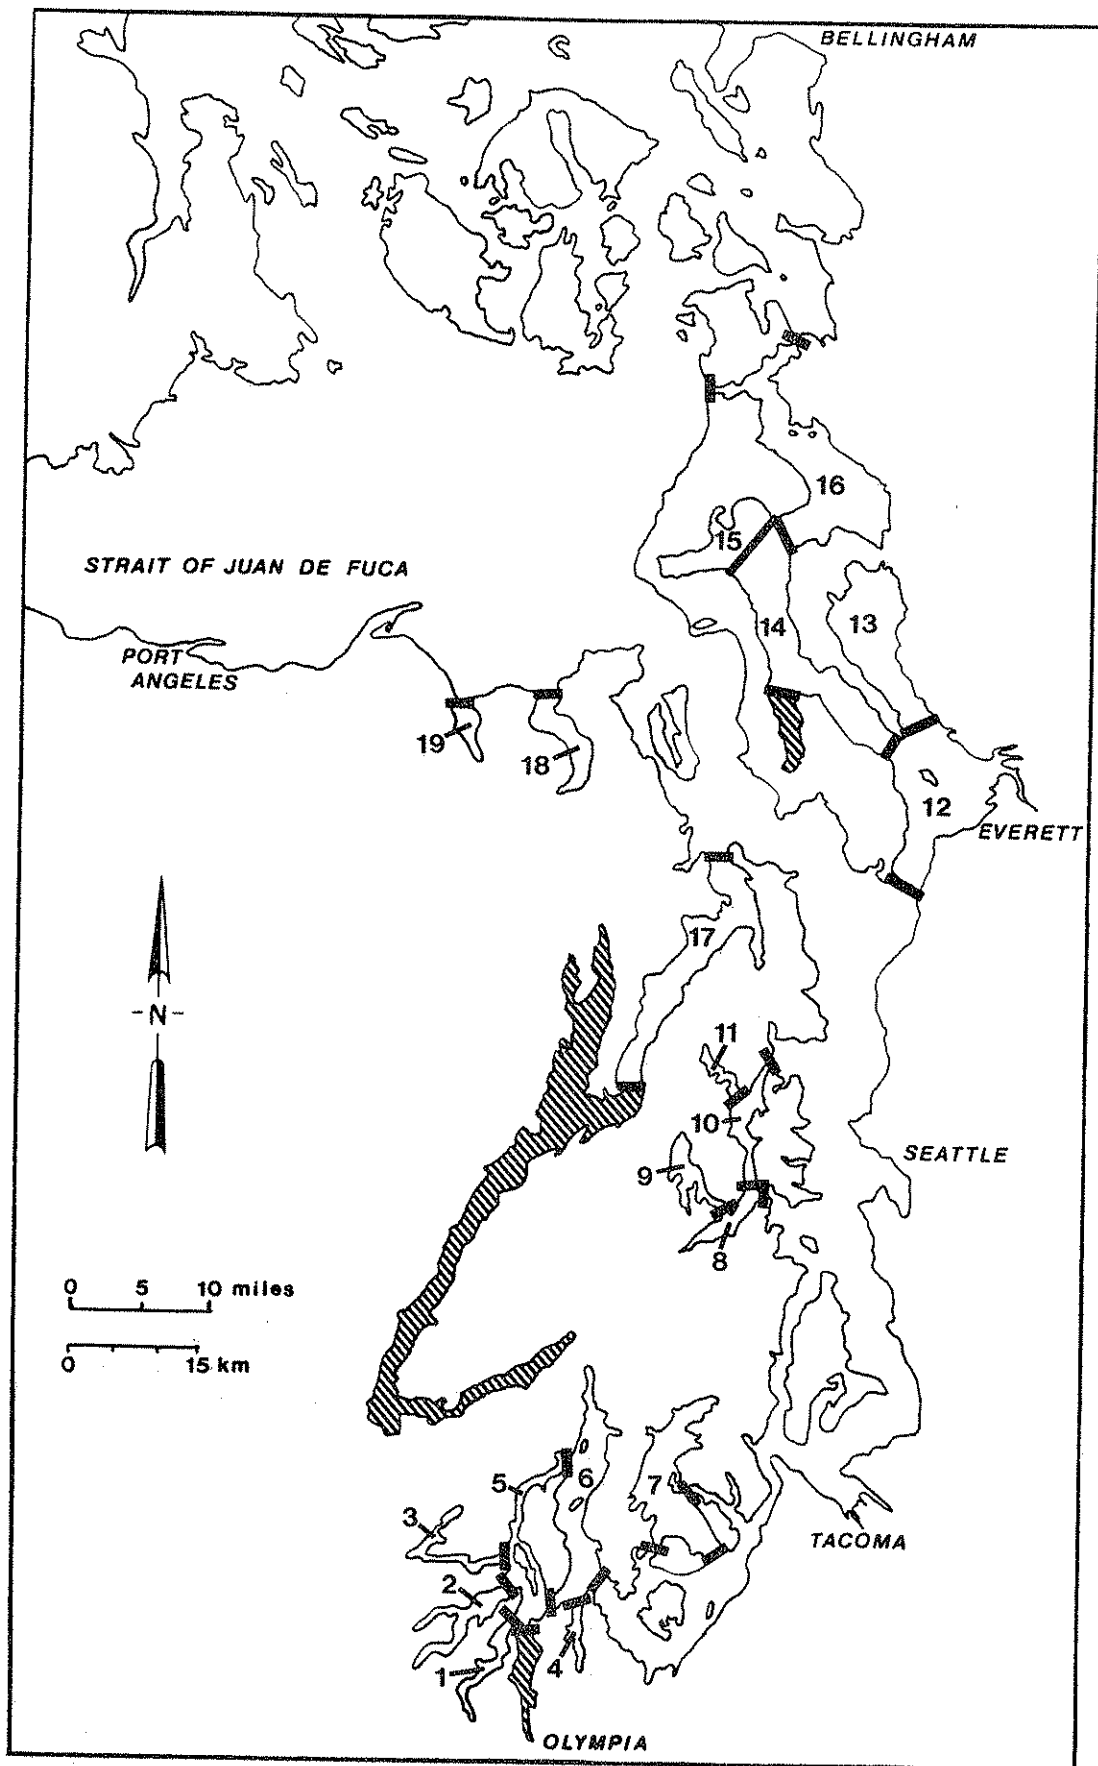 BELLINGHAM
16
15
STRAIT OF JUAN DE FUCA
14
13
PORT
ANGELES
19
18
12
EVERETT
17
-N-
11
10
SEATTLE
9
8
0 5 10 miles
0 15 km
5
6
7
3
TACOMA
2
1
4
OLYMPIA